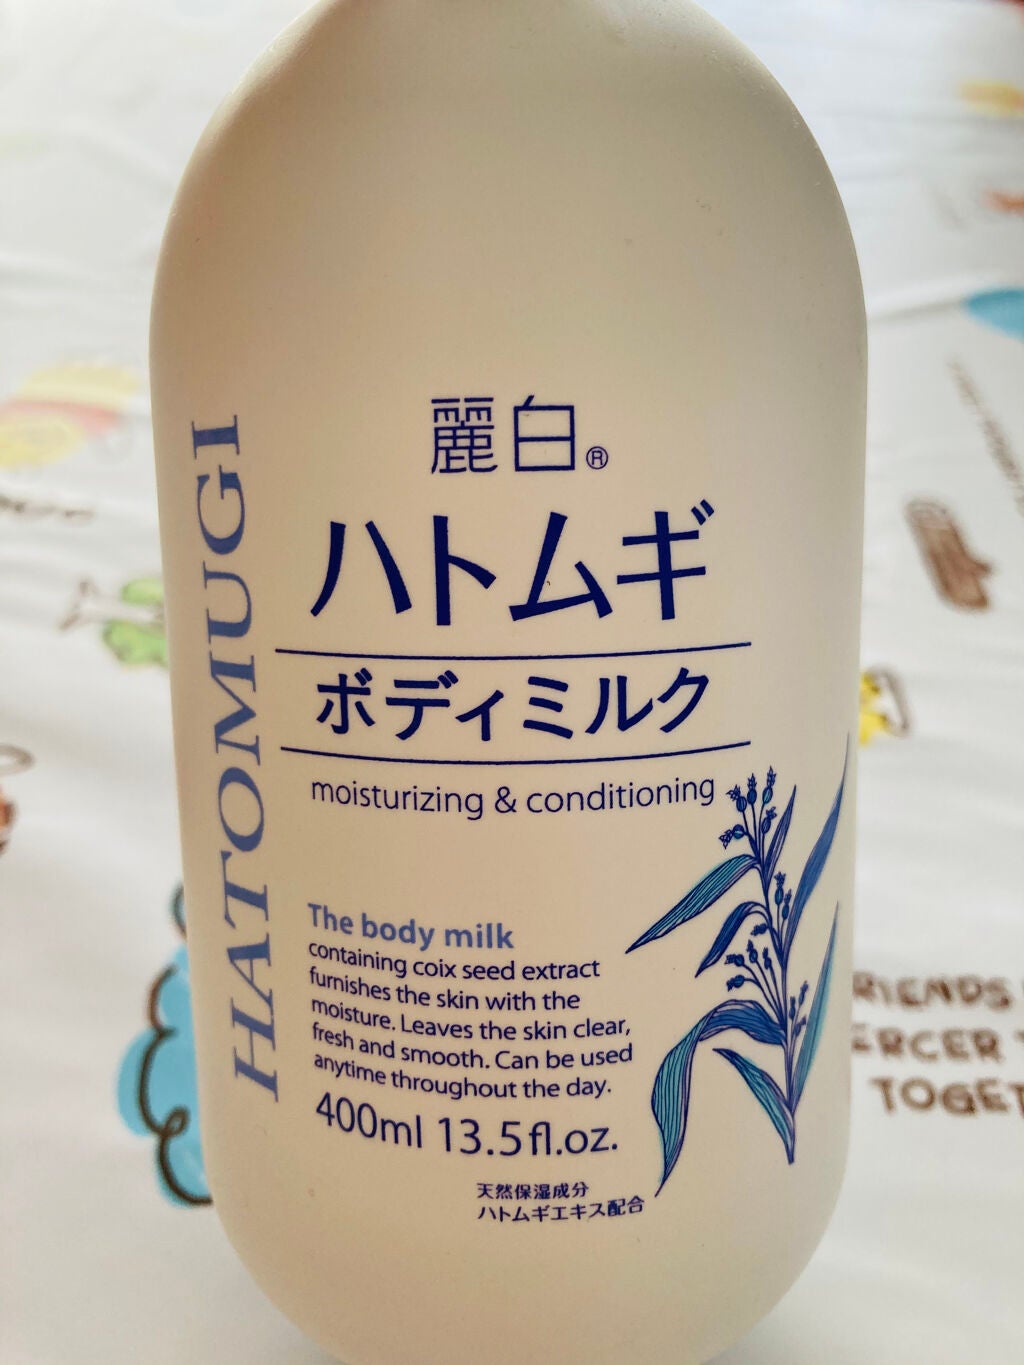 麗白®
ハトムギ
ボディミルク
moisturizing & conditioning
HATOMUGI
The body milk
containing coix seed extract
furnishes the skin with the
moisture. Leaves the skin clear,
fresh and smooth. Can be used
anytime throughout the day.
400ml 13.5fl.oz.
天然保湿成分
ハトムギエキス配合
RIENDS
ERCER
TOGET